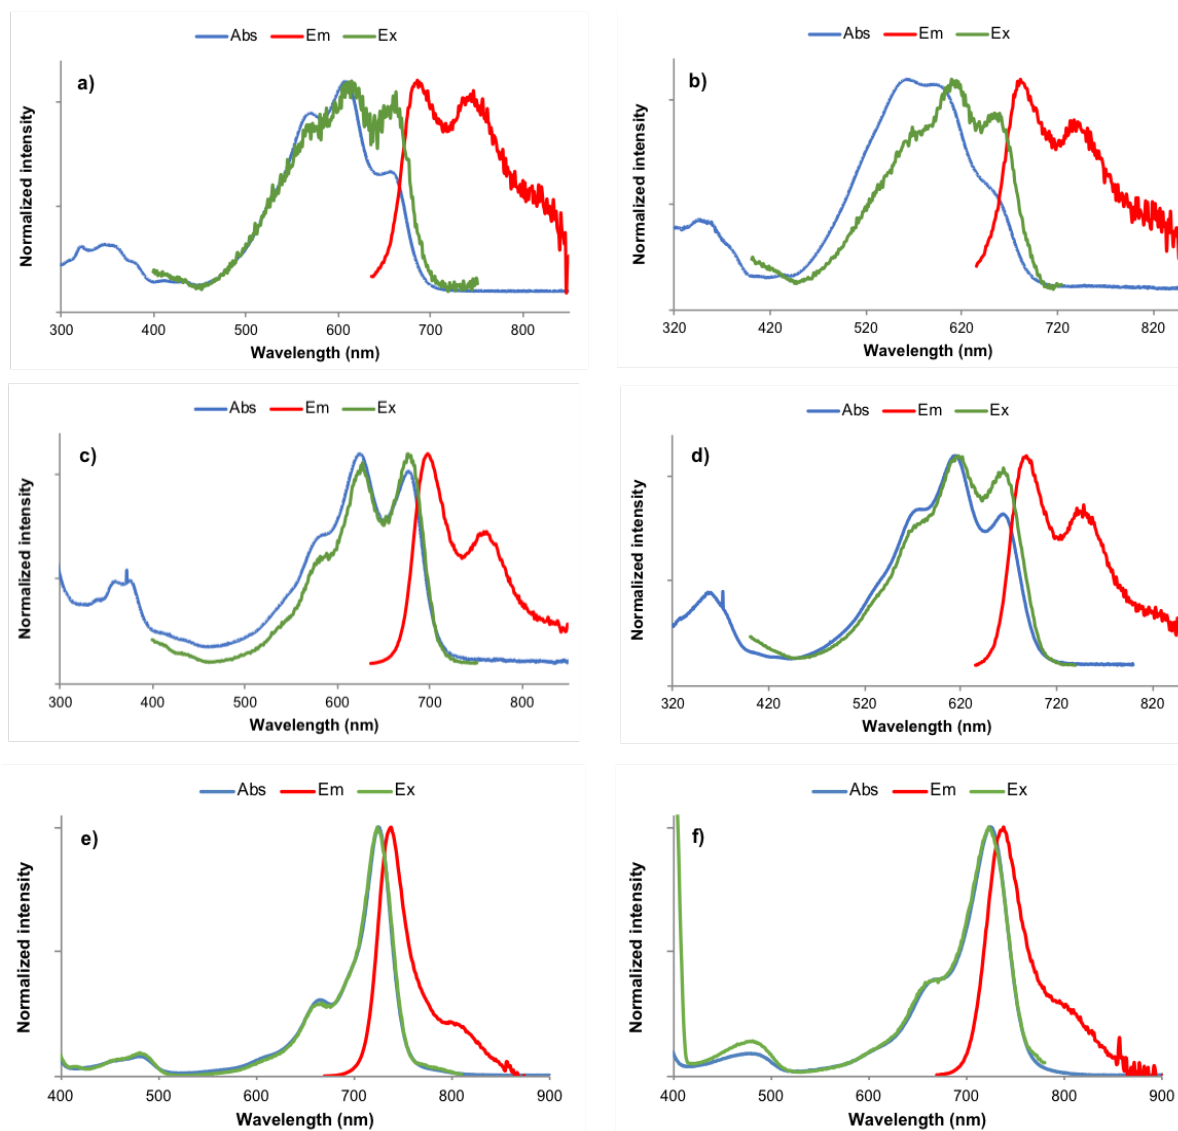 Abs Em Ex
a)
Normalized intensity
300 400 500 600 700 800
Wavelength (nm)
Abs Em Ex
b)
Normalized intensity
320 420 520 620 720 820
Wavelength (nm)
Abs Em Ex
c)
Normalized intensity
300 400 500 600 700 800
Wavelength (nm)
Abs Em Ex
d)
Normalized intensity
320 420 520 620 720 820
Wavelength (nm)
Abs Em Ex
e)
Normalized intensity
400 500 600 700 800 900
Wavelength (nm)
Abs Em Ex
f)
Normalized intensity
400 500 600 700 800 900
Wavelength (nm)